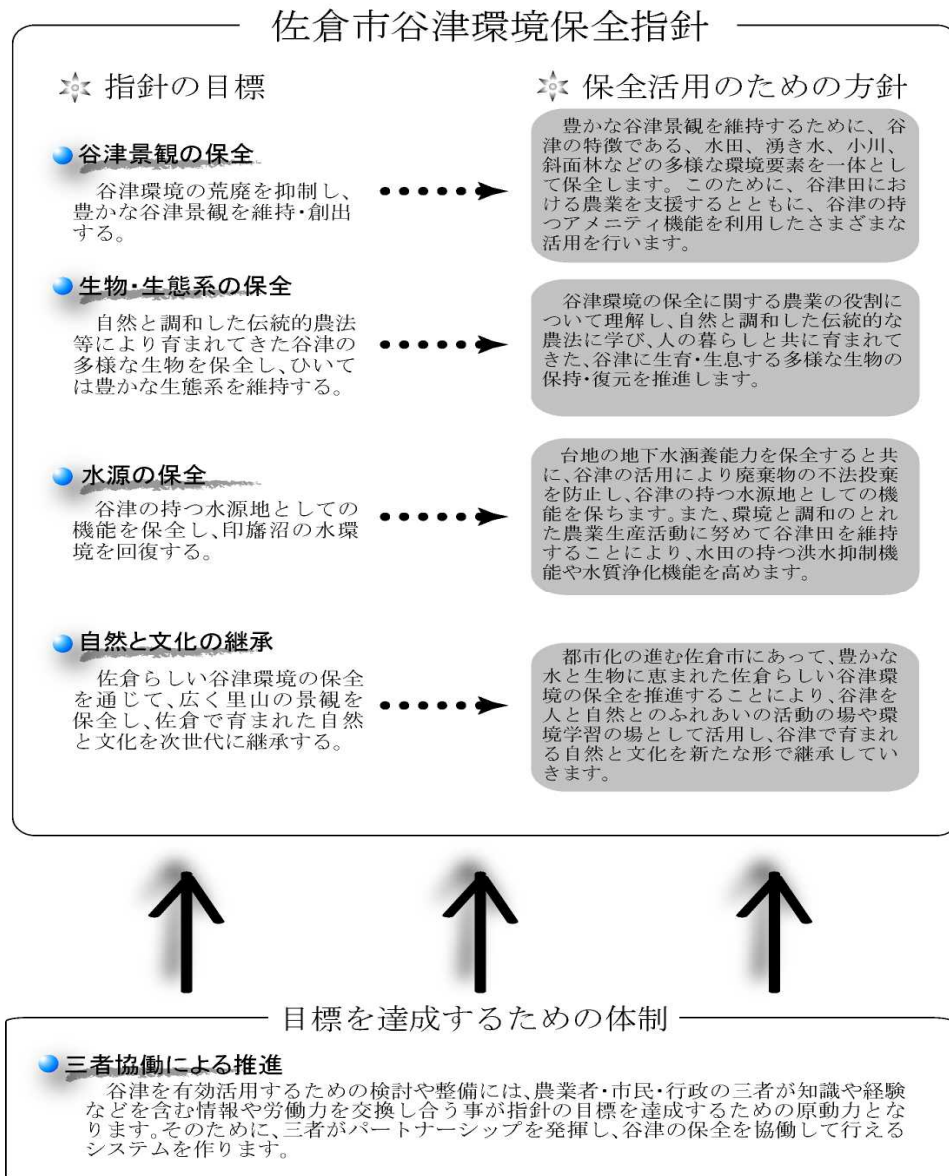 佐倉市谷津環境保全指針
指針の目標
保全活用のための方針
谷津景観の保全
谷津環境の荒廃を抑制し、
豊かな谷津景観を維持・創出
する。
豊かな谷津景観を維持するために、谷
津の特徴である、水田、湧き水、小川、
斜面林などの多様な環境要素を一体とし
て保全します。このために、谷津田にお
ける農業を支援するとともに、谷津の持
つアメニティ機能を利用したさまざまな
活用を行います。
生物・生態系の保全
自然と調和した伝統的農法
等により育まれてきた谷津の
多様な生物を保全し、ひいて
は豊かな生態系を維持する。
谷津環境の保全に関する農業の役割に
ついて理解し、自然と調和した伝統的な
農法に学び、人の暮らしと共に育まれて
きた、谷津に生育・生息する多様な生物の
保持・復元を推進します。
水源の保全
谷津の持つ水源地としての
機能を保全し、印旛沼の水環
境を回復する。
台地の地下水涵養能力を保全すると共
に、谷津の活用により廃棄物の不法投棄
を防止し、谷津の持つ水源地としての機
能を保ちます。また、環境と調和のとれ
た農業生産活動に努めて谷津田を維持
することにより、水田の持つ洪水抑制機
能や水質浄化機能を高めます。
自然と文化の継承
佐倉らしい谷津環境の保全
を通じて、広く里山の景観を
保全し、佐倉で育まれた自然
と文化を次世代に継承する。
都市化の進む佐倉市にあって、豊かな
水と生物に恵まれた佐倉らしい谷津環
境の保全を推進することにより、谷津を
人と自然とのふれあいの活動の場や環
境学習の場として活用し、谷津で育まれ
る自然と文化を新たな形で継承してい
きます。
目標を達成するための体制
三者協働による推進
谷津を有効活用するための検討や整備には、農業者・市民・行政の三者が知識や経験
などを含む情報や労働力を交換し合う事が指針の目標を達成するための原動力とな
ります。そのために、三者がパートナーシップを発揮し、谷津の保全を協働して行える
システムを作ります。